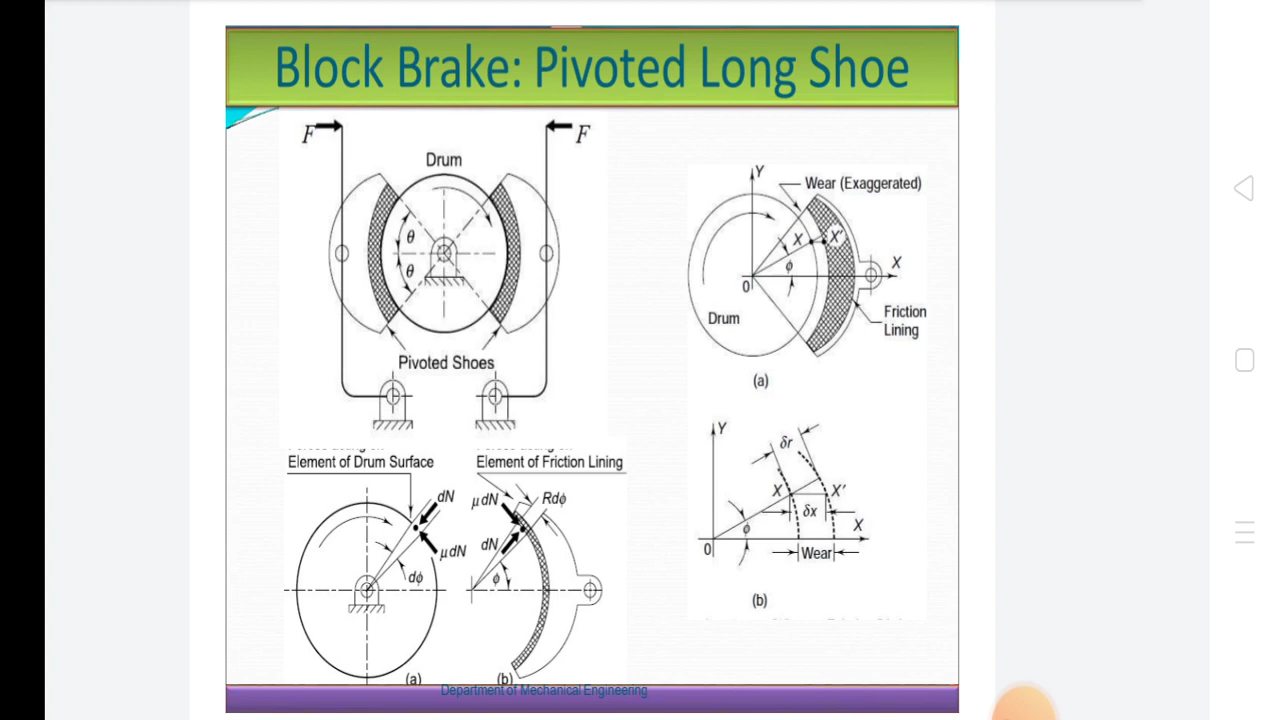 Block Brake: Pivoted Long Shoe
F
F
Drum
θ
θ
Pivoted Shoes
Y
Wear (Exaggerated)
X
X'
ϕ
X
0
Drum
Friction
Lining
(a)
Element of Drum Surface
Element of Friction Lining
dN
μdN
dϕ
(a)
μdN
Rdϕ
dN
ϕ
(b)
Y
δr
X
X'
δx
ϕ
X
0
Wear
(b)
Department of Mechanical Engineering